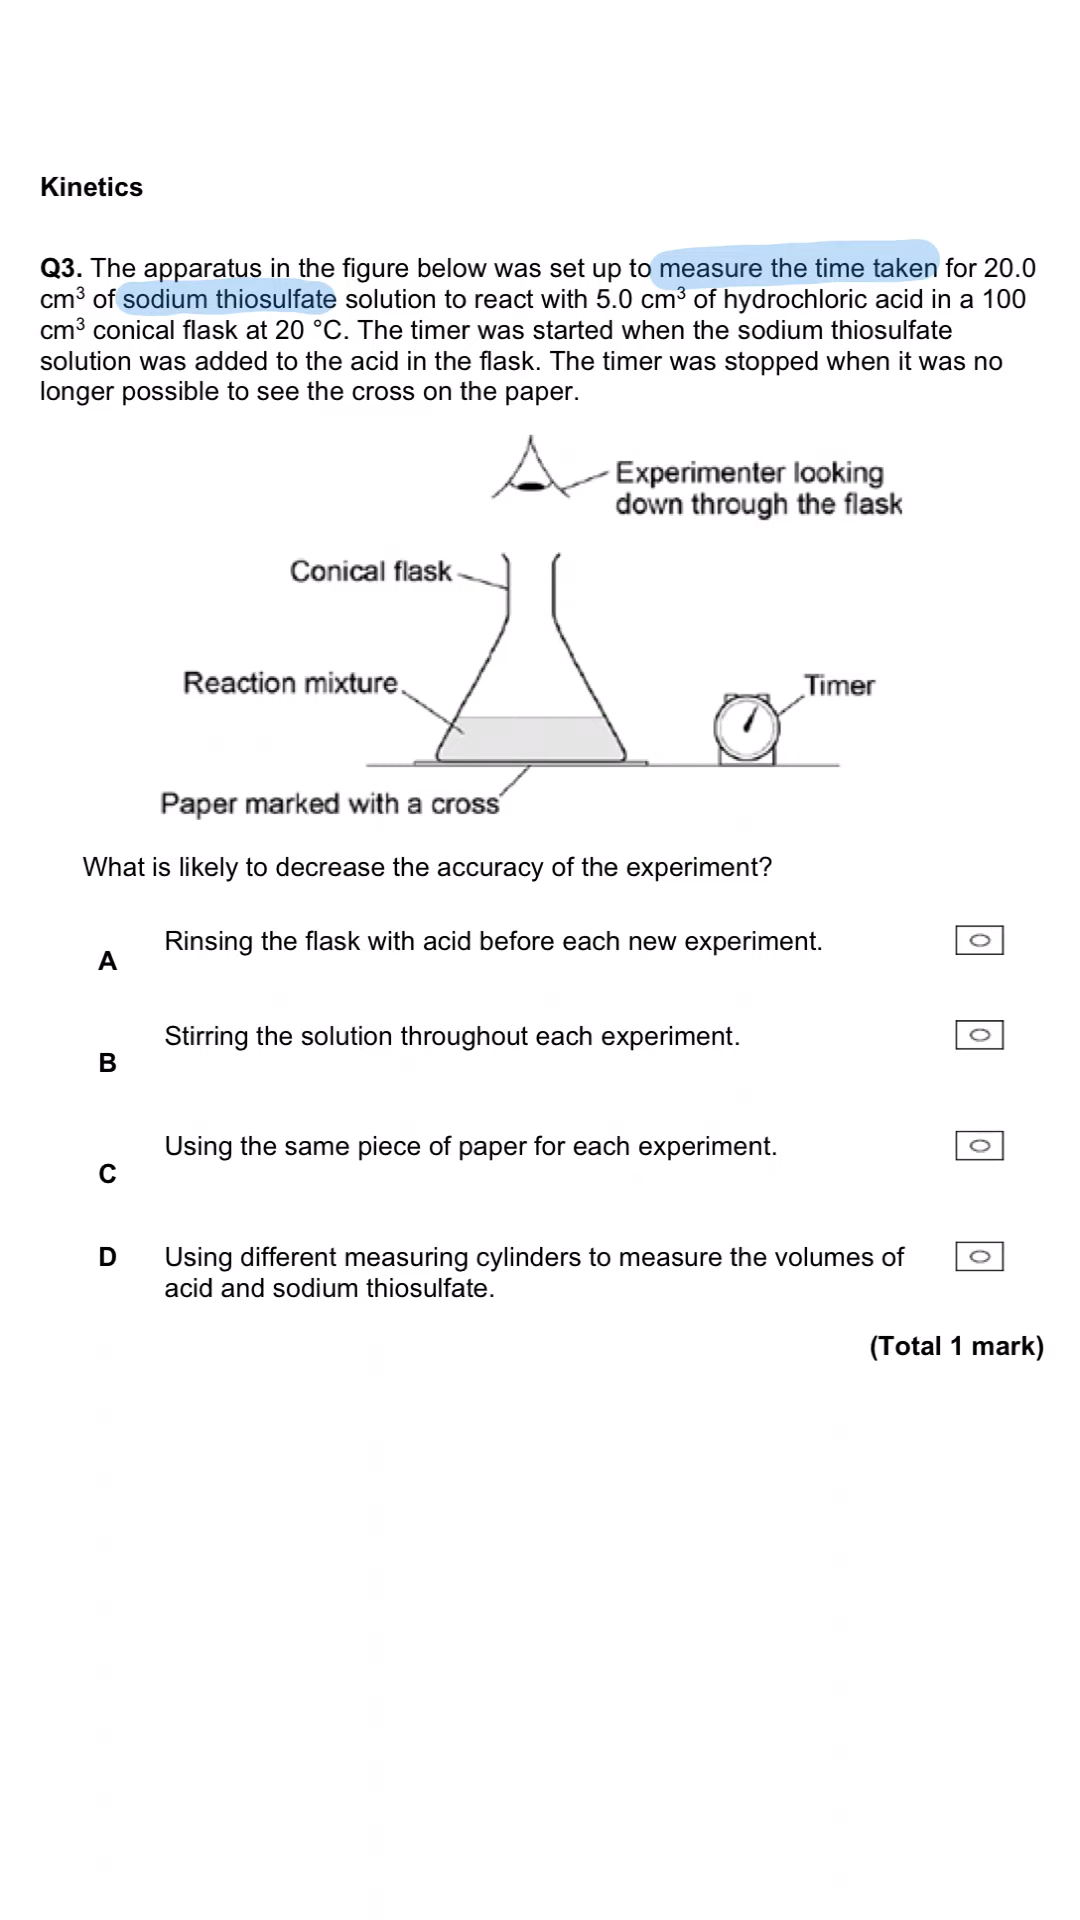 Kinetics
Q3. The apparatus in the figure below was set up to measure the time taken for 20.0
cm³ of sodium thiosulfate solution to react with 5.0 cm³ of hydrochloric acid in a 100
cm³ conical flask at 20 °C. The timer was started when the sodium thiosulfate
solution was added to the acid in the flask. The timer was stopped when it was no
longer possible to see the cross on the paper.
Experimenter looking
down through the flask
Conical flask
Reaction mixture
Timer
Paper marked with a cross
What is likely to decrease the accuracy of the experiment?
A Rinsing the flask with acid before each new experiment.
B Stirring the solution throughout each experiment.
C Using the same piece of paper for each experiment.
D Using different measuring cylinders to measure the volumes of
acid and sodium thiosulfate.
(Total 1 mark)